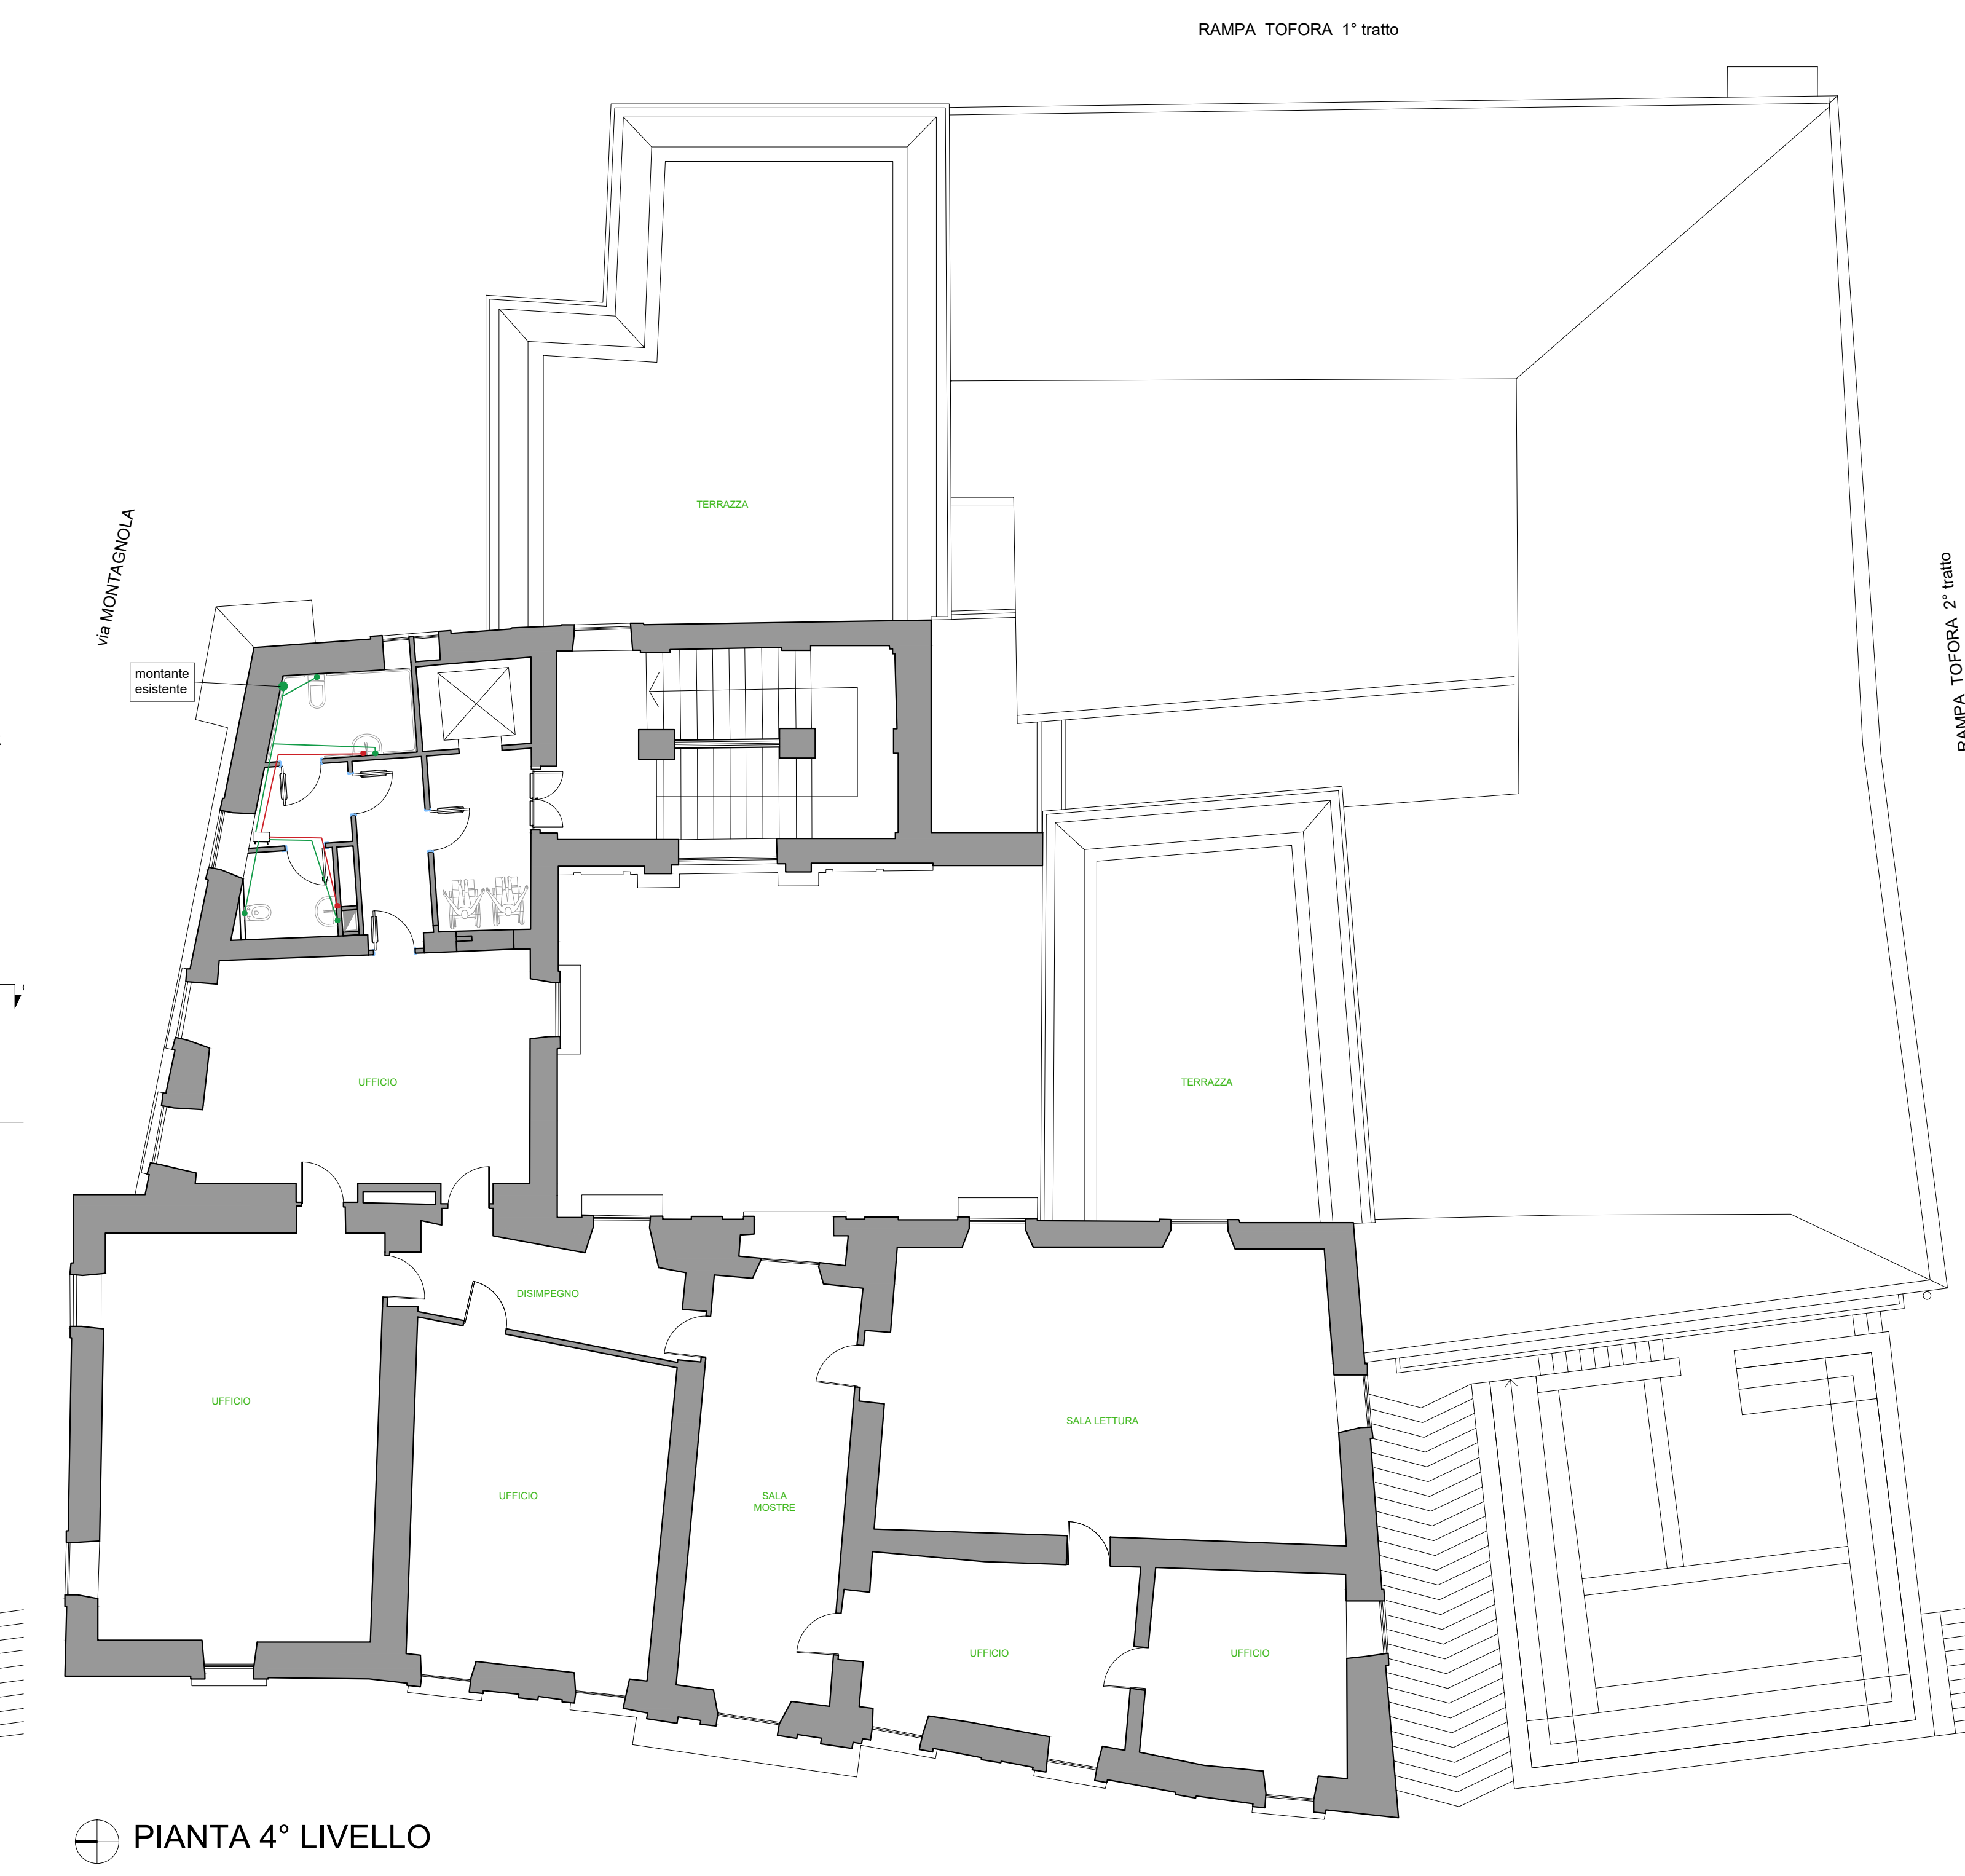 RAMPA TOFORA 1° tratto
TERRAZZA
via MONTAGNOLA
RAMPA TOFORA 2° tratto
montante
esistente
UFFICIO
TERRAZZA
DISIMPEGNO
UFFICIO
SALA LETTURA
UFFICIO
SALA
MOSTRE
UFFICIO
UFFICIO
PIANTA 4° LIVELLO